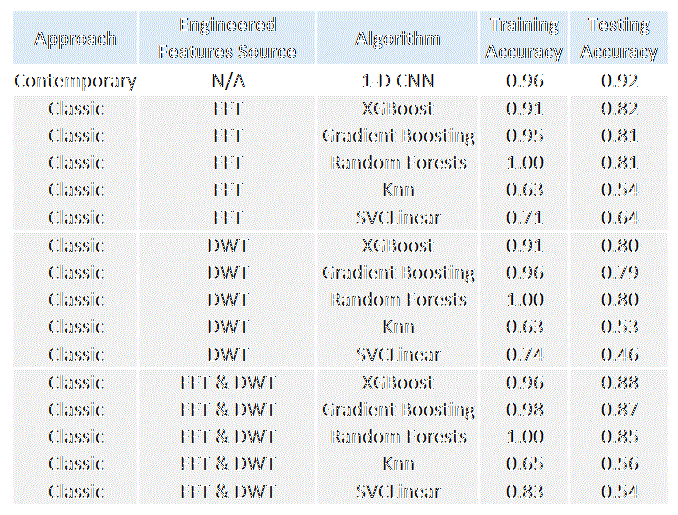 Approach Engineered Features Source Algorithm Training Accuracy Testing Accuracy
Contemporary N/A 1-D CNN 0.96 0.92
Classic FFT XGBoost 0.91 0.82
Classic FFT Gradient Boosting 0.95 0.81
Classic FFT Random Forests 1.00 0.81
Classic FFT Knn 0.63 0.54
Classic FFT SVCLinear 0.71 0.64
Classic DWT XGBoost 0.91 0.80
Classic DWT Gradient Boosting 0.96 0.79
Classic DWT Random Forests 1.00 0.80
Classic DWT Knn 0.63 0.53
Classic DWT SVCLinear 0.74 0.46
Classic FFT & DWT XGBoost 0.96 0.88
Classic FFT & DWT Gradient Boosting 0.98 0.87
Classic FFT & DWT Random Forests 1.00 0.85
Classic FFT & DWT Knn 0.65 0.56
Classic FFT & DWT SVCLinear 0.83 0.54